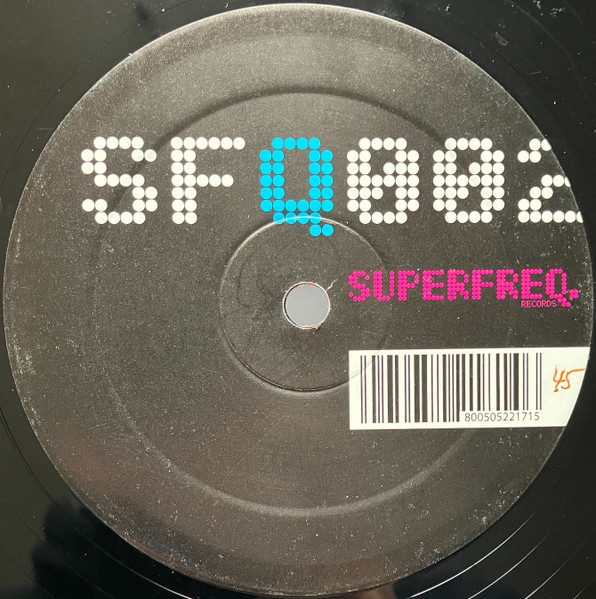 SFQ002
SUPERFREQ
RECORDS
45
800505221715